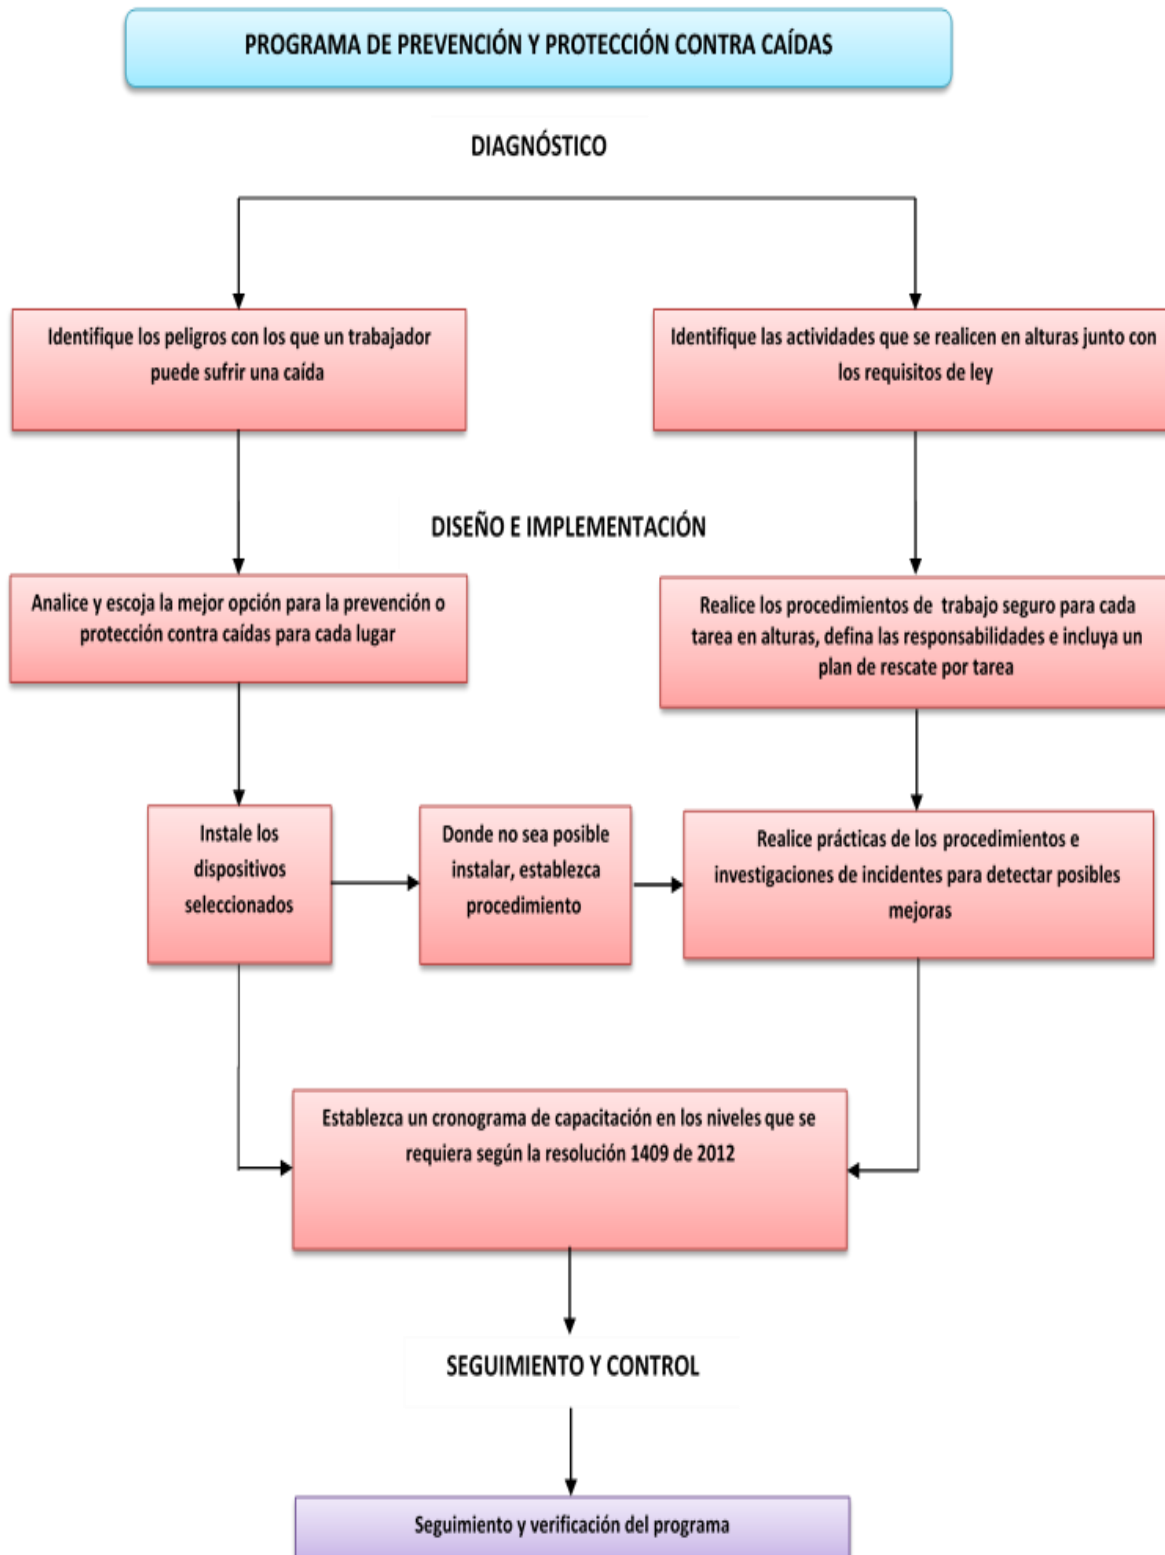 PROGRAMA DE PREVENCIÓN Y PROTECCIÓN CONTRA CAÍDAS
DIAGNÓSTICO
Identifique los peligros con los que un trabajador
puede sufrir una caída
Identifique las actividades que se realicen en alturas junto con
los requisitos de ley
DISEÑO E IMPLEMENTACIÓN
Analice y escoja la mejor opción para la prevención o
protección contra caídas para cada lugar
Realice los procedimientos de trabajo seguro para cada
tarea en alturas, defina las responsabilidades e incluya un
plan de rescate por tarea
Instale los
dispositivos
seleccionados
Donde no sea posible
instalar, establezca
procedimiento
Realice prácticas de los procedimientos e
investigaciones de incidentes para detectar posibles
mejoras
Establezca un cronograma de capacitación en los niveles que se
requiera según la resolución 1409 de 2012
SEGUIMIENTO Y CONTROL
Seguimiento y verificación del programa